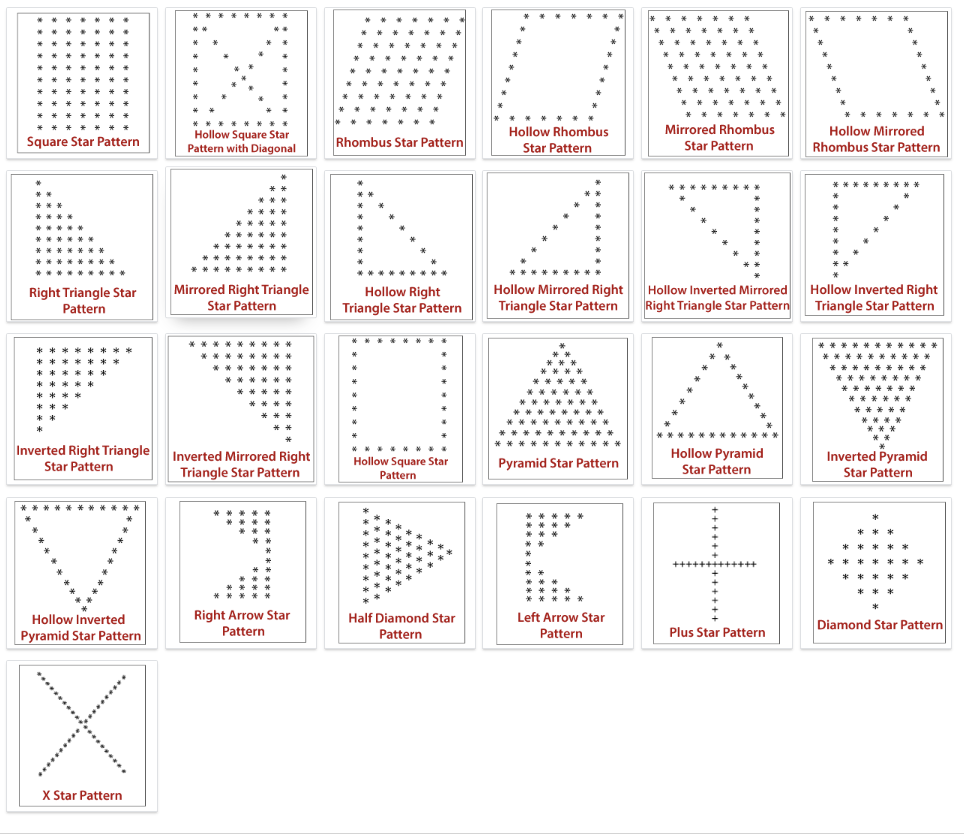 Square Star Pattern
Hollow Square Star
Pattern with Diagonal
Rhombus Star Pattern
Hollow Rhombus
Star Pattern
Mirrored Rhombus
Star Pattern
Hollow Mirrored
Rhombus Star Pattern
Right Triangle Star
Pattern
Mirrored Right Triangle
Star Pattern
Hollow Right
Triangle Star Pattern
Hollow Mirrored Right
Triangle Star Pattern
Hollow Inverted Mirrored
Right Triangle Star Pattern
Hollow Inverted Right
Triangle Star Pattern
Inverted Right Triangle
Star Pattern
Inverted Mirrored Right
Triangle Star Pattern
Hollow Square Star
Pattern
Pyramid Star Pattern
Hollow Pyramid
Star Pattern
Inverted Pyramid
Star Pattern
Hollow Inverted
Pyramid Star Pattern
Right Arrow Star
Pattern
Half Diamond Star
Pattern
Left Arrow Star
Pattern
Plus Star Pattern
Diamond Star Pattern
X Star Pattern